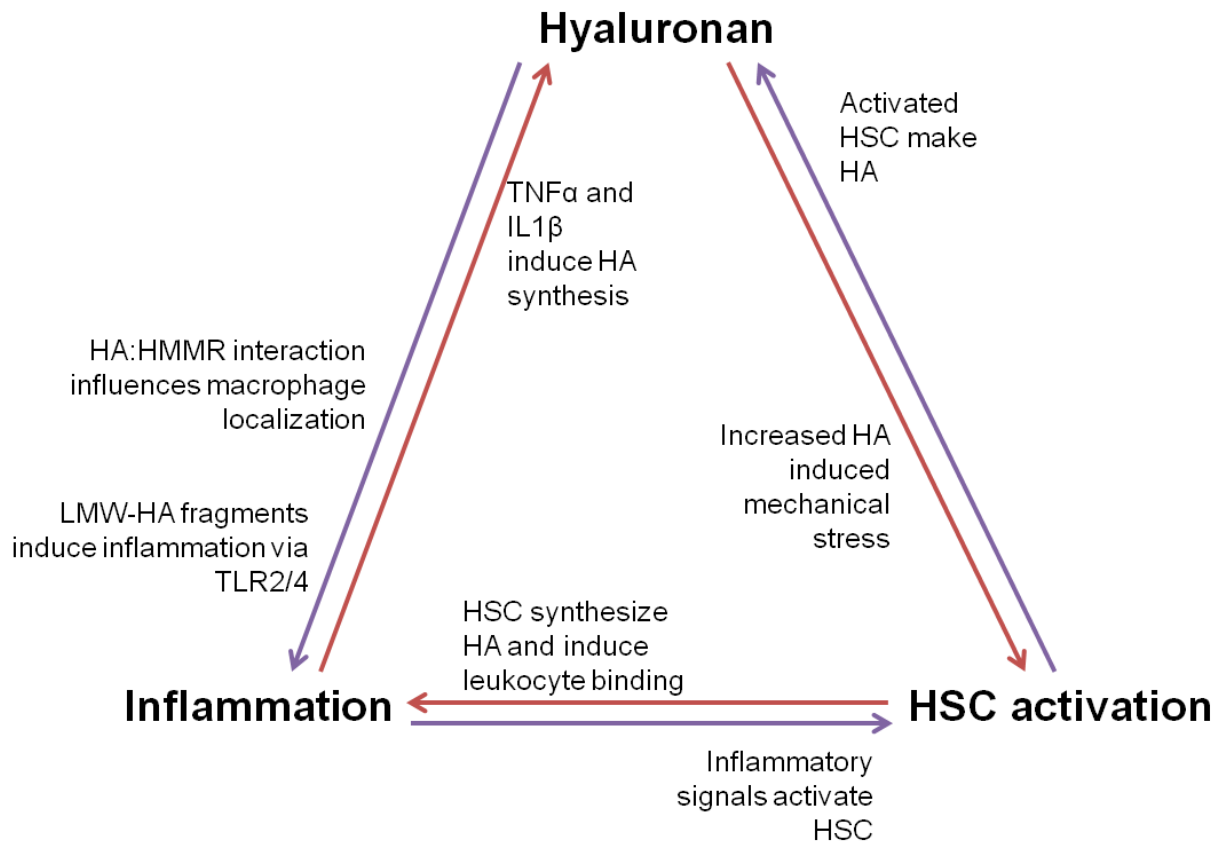 Hyaluronan
Activated
HSC make
HA
TNFα and
IL1β
induce HA
synthesis
HA:HMMR interaction
influences macrophage
localization
Increased HA
induced
mechanical
stress
LMW-HA fragments
induce inflammation via
TLR2/4
HSC synthesize
HA and induce
leukocyte binding
Inflammation
HSC activation
Inflammatory
signals activate
HSC